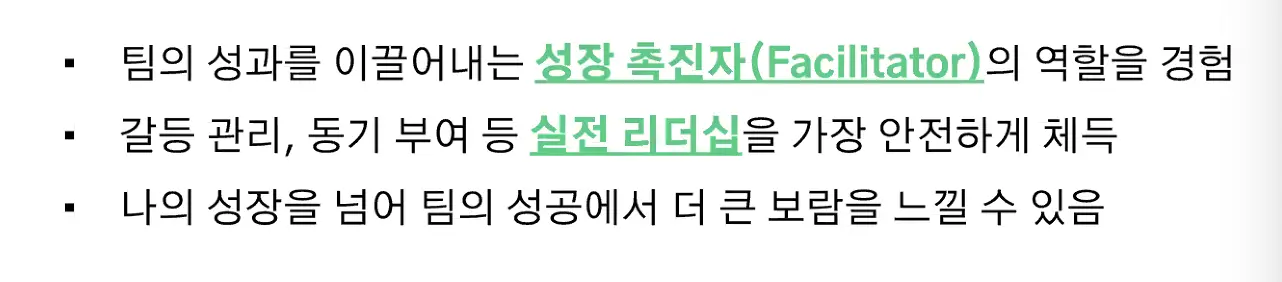 ▪ 팀의 성과를 이끌어내는 성장 촉진자(Facilitator)의 역할을 경험
▪ 갈등 관리, 동기 부여 등 실전 리더십을 가장 안전하게 체득
▪ 나의 성장을 넘어 팀의 성공에서 더 큰 보람을 느낄 수 있음